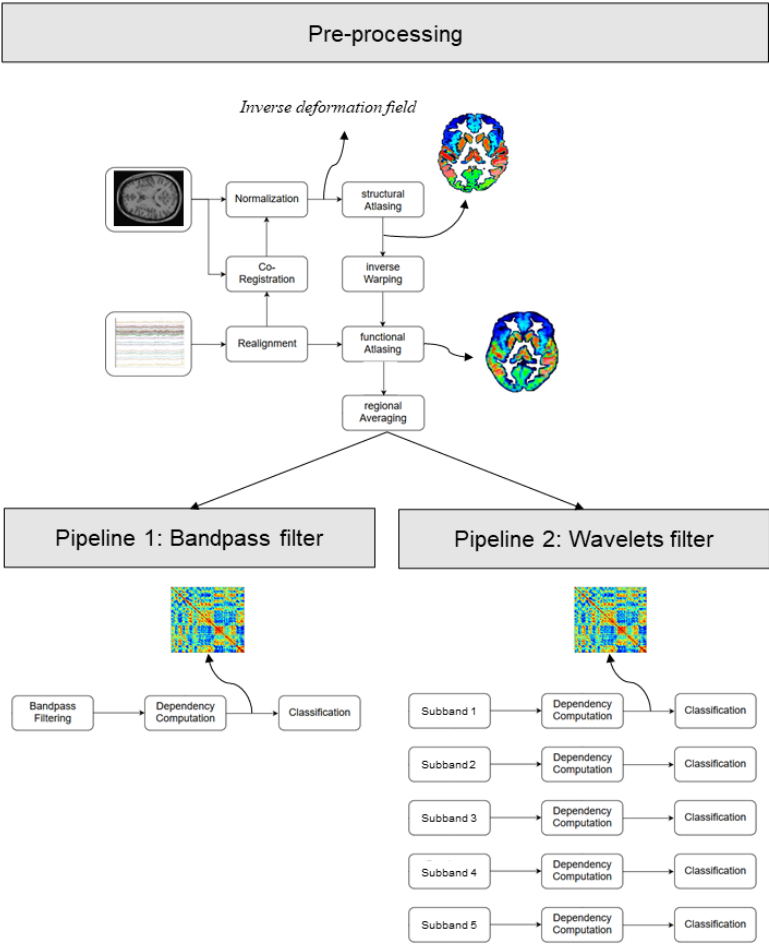 Pre-processing
Inverse deformation field
Normalization
structural
Atlasing
Co-
Registration
inverse
Warping
Realignment
functional
Atlasing
regional
Averaging
Pipeline 1: Bandpass filter
Pipeline 2: Wavelets filter
Bandpass
Filtering
Dependency
Computation
Classification
Subband 1
Dependency
Computation
Classification
Subband 2
Dependency
Computation
Classification
Subband 3
Dependency
Computation
Classification
Subband 4
Dependency
Computation
Classification
Subband 5
Dependency
Computation
Classification